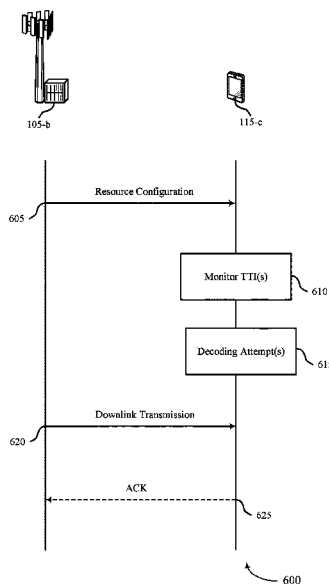 105-b
115-c
Resource Configuration
605
Monitor TTI(s)
610
Decoding Attempt(s)
Downlink Transmission
620
ACK
625
600